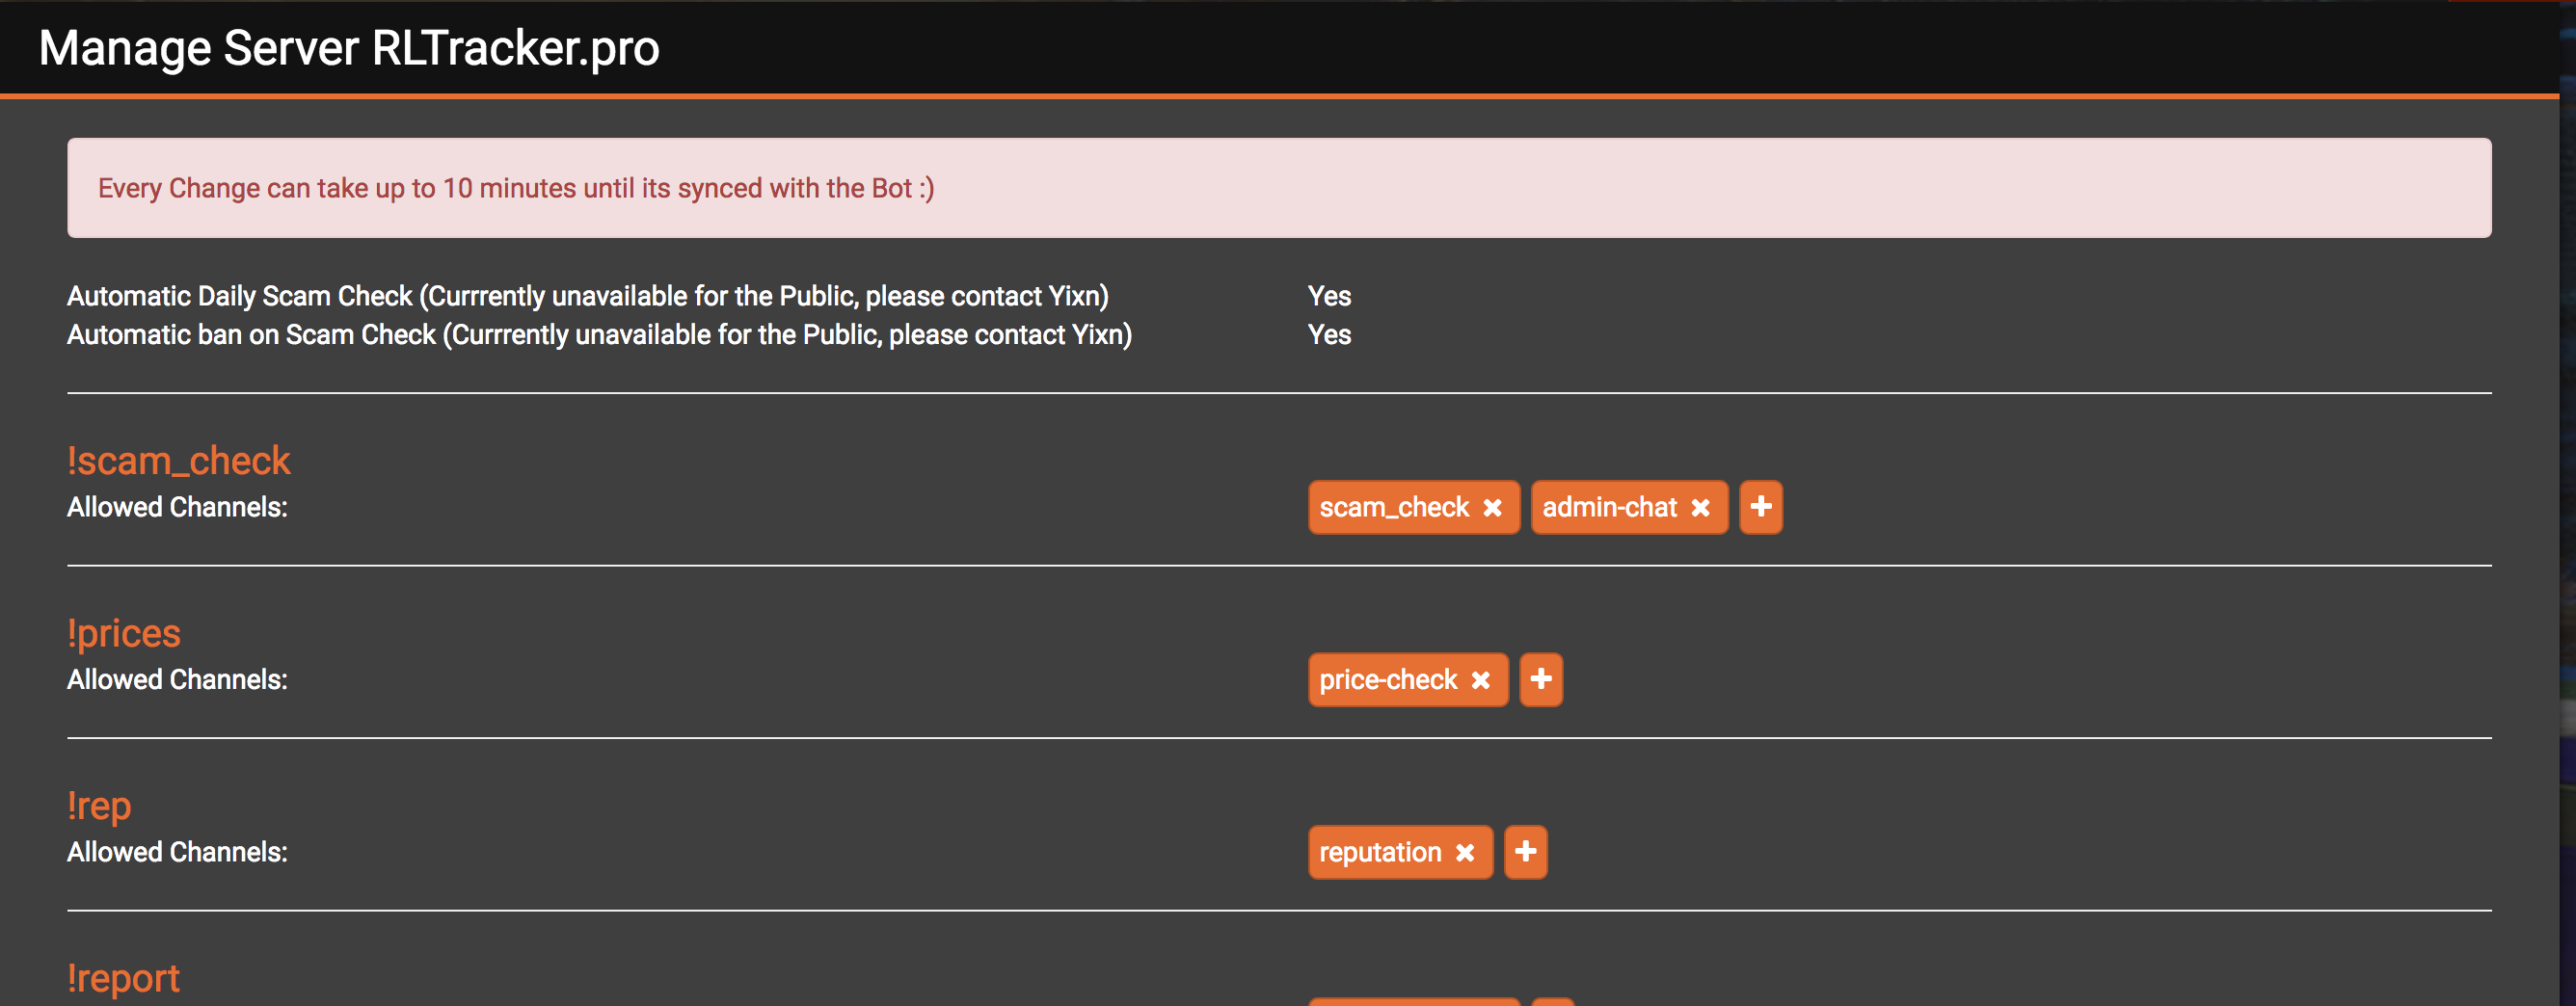 Manage Server RLTracker.pro
Every Change can take up to 10 minutes until its synced with the Bot :)
Automatic Daily Scam Check (Currrently unavailable for the Public, please contact Yixn) Yes
Automatic ban on Scam Check (Currrently unavailable for the Public, please contact Yixn) Yes
!scam_check
Allowed Channels: scam_check ✖ admin-chat ✖ +
!prices
Allowed Channels: price-check ✖ +
!rep
Allowed Channels: reputation ✖ +
!report